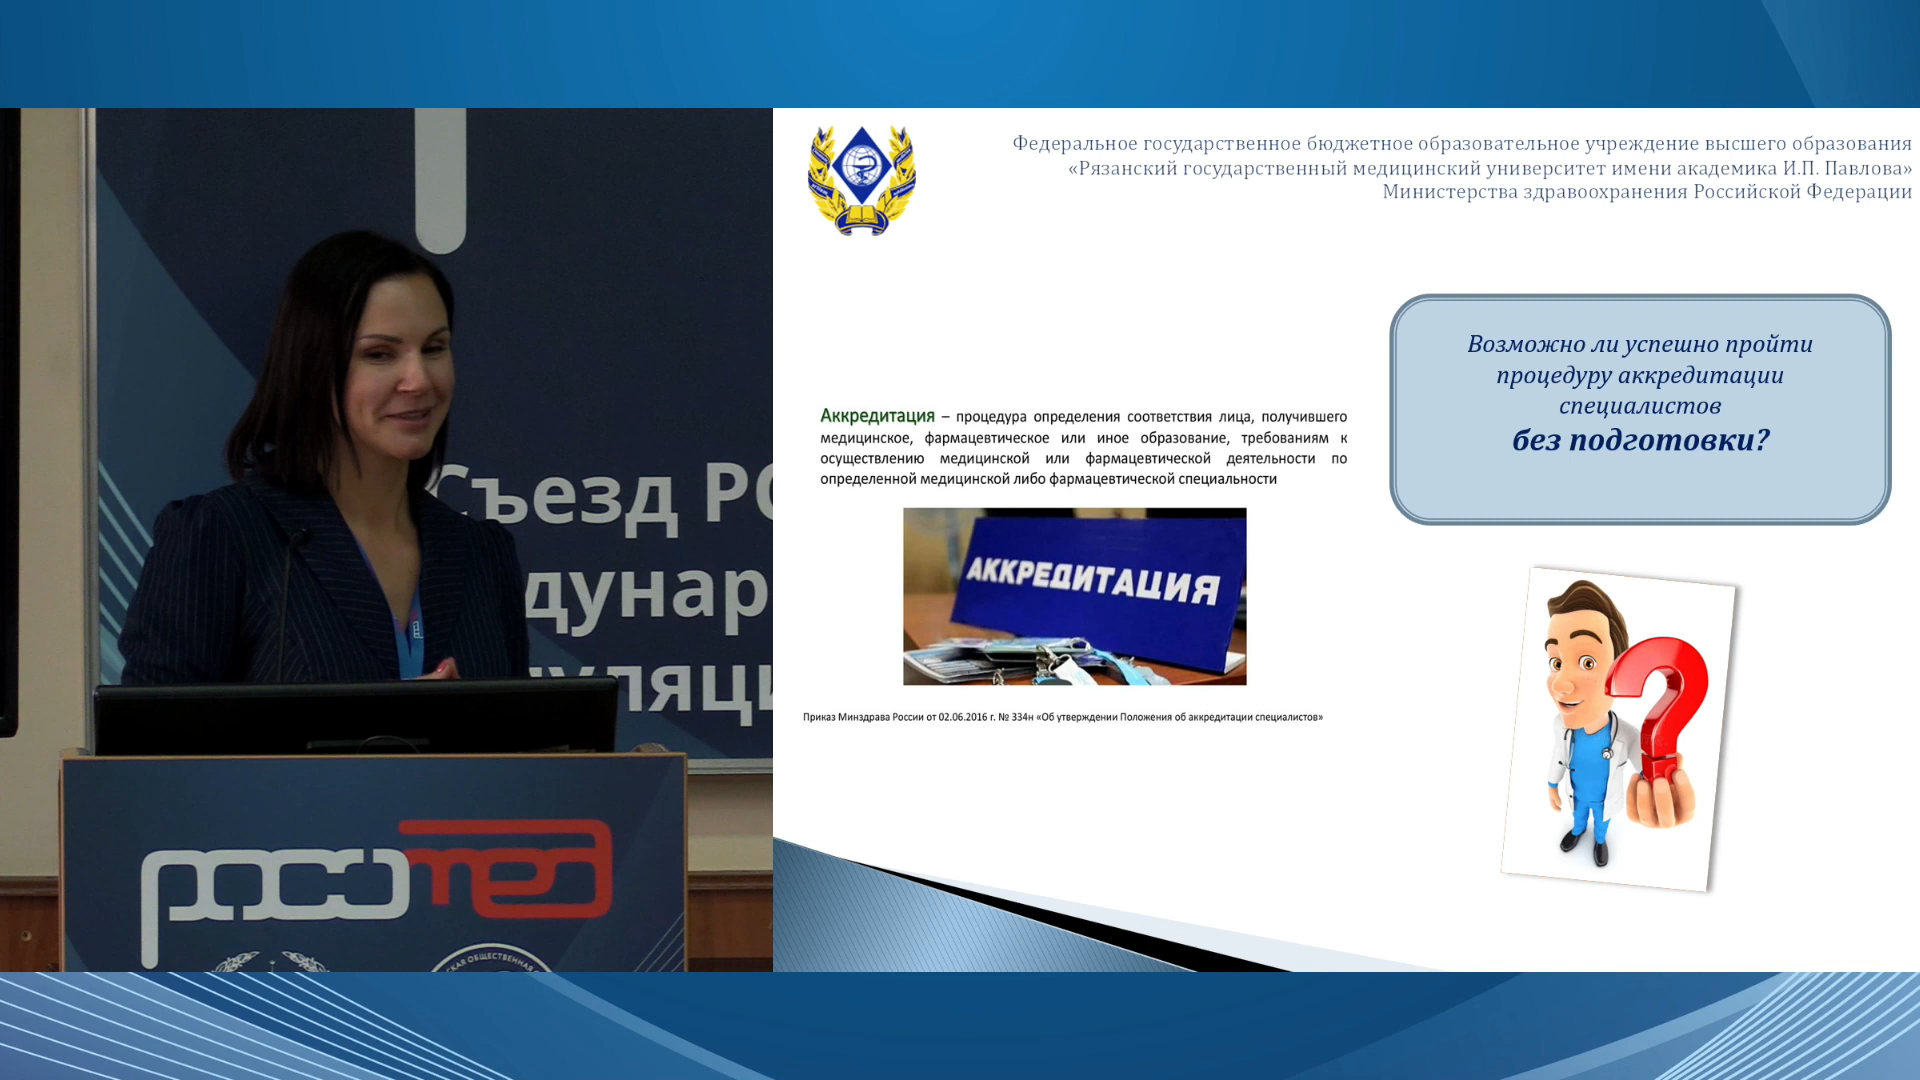 Съезд РО
дунар
уляци
росомед
Федеральное государственное бюджетное образовательное учреждение высшего образования
«Рязанский государственный медицинский университет имени академика И.П. Павлова»
Министерства здравоохранения Российской Федерации
Аккредитация – процедура определения соответствия лица, получившего
медицинское, фармацевтическое или иное образование, требованиям к
осуществлению медицинской или фармацевтической деятельности по
определенной медицинской либо фармацевтической специальности
АККРЕДИТАЦИЯ
Приказ Минздрава России от 02.06.2016 г. № 334н «Об утверждении Положения об аккредитации специалистов»
Возможно ли успешно пройти
процедуру аккредитации
специалистов
без подготовки?